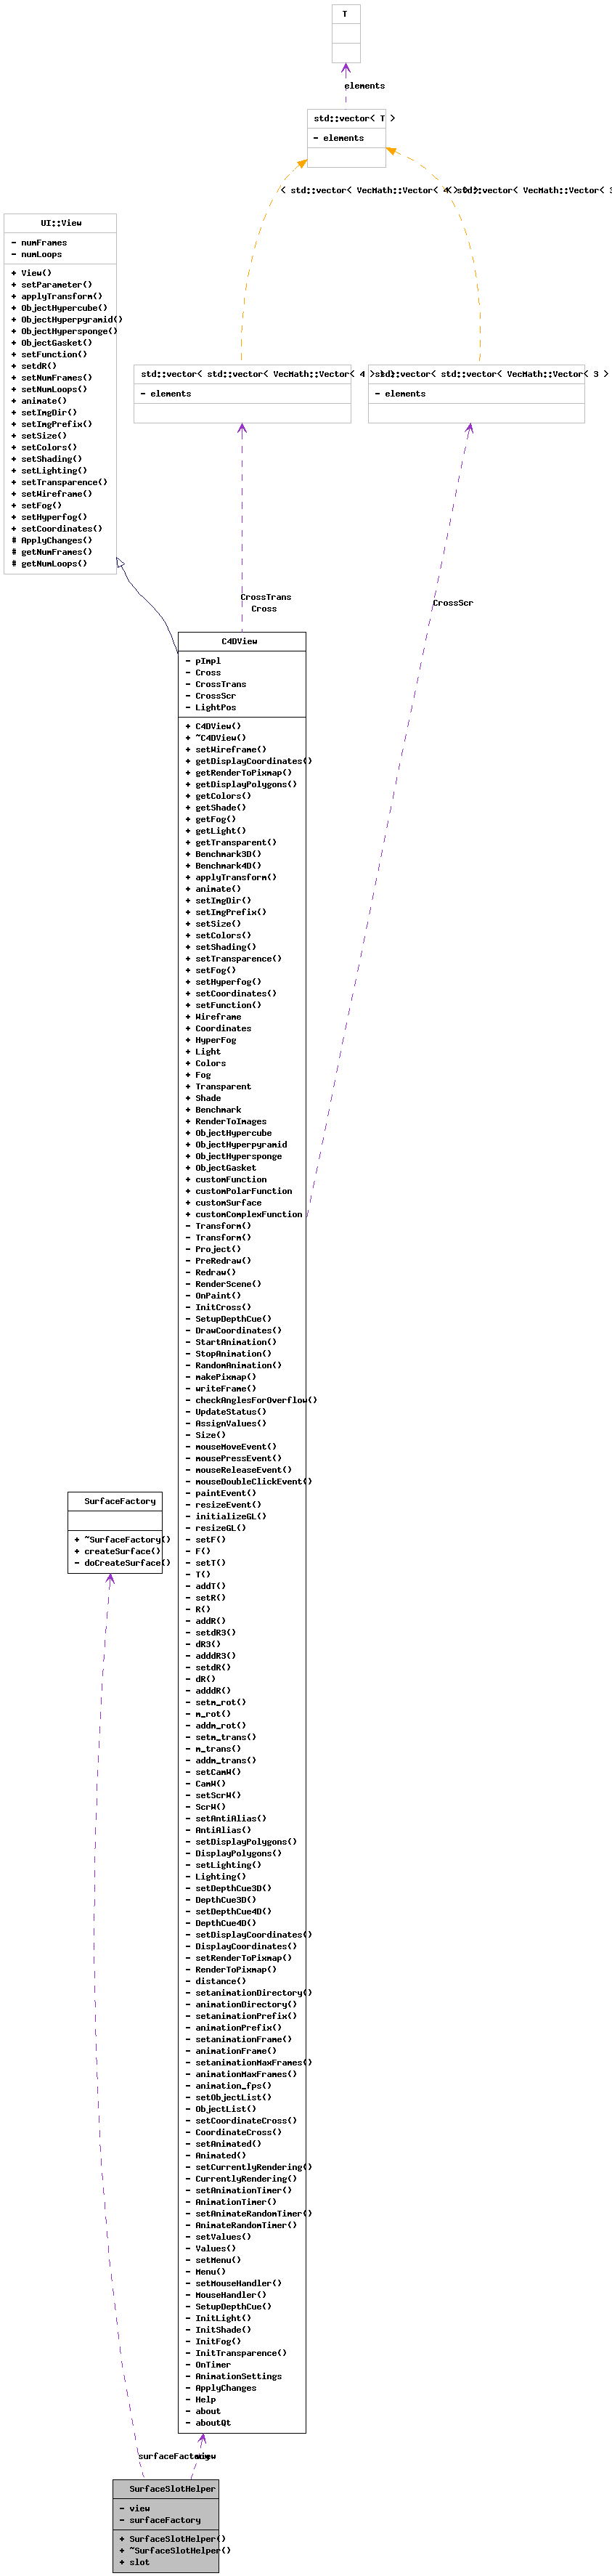 T
elements
std::vector< T >
- elements
< std::vector< VecMath::Vector< 4 > >
< std::vector< VecMath::Vector< 3
UI::View
- numFrames
- numLoops
+ View()
+ setParameter()
+ applyTransform()
+ ObjectHypercube()
+ ObjectHyperpyramid()
+ ObjectHypersponge()
+ ObjectGasket()
+ setFunction()
+ setdR()
+ setNumFrames()
+ setNumLoops()
+ animate()
+ setImgDir()
+ setImgPrefix()
+ setSize()
+ setColors()
+ setShading()
+ setLighting()
+ setTransparence()
+ setWireframe()
+ setFog()
+ setHyperfog()
+ setCoordinates()
# ApplyChanges()
# getNumFrames()
# getNumLoops()
std::vector< std::vector< VecMath::Vector< 4 > >
- elements
std::vector< std::vector< VecMath::Vector< 3 >
- elements
CrossTrans
Cross
CrossScr
C4DView
- pImpl
- Cross
- CrossTrans
- CrossScr
- LightPos
+ C4DView()
+ ~C4DView()
+ setWireframe()
+ getDisplayCoordinates()
+ getRenderToPixmap()
+ getDisplayPolygons()
+ getColors()
+ getShade()
+ getFog()
+ getLight()
+ getTransparent()
+ Benchmark3D()
+ Benchmark4D()
+ applyTransform()
+ animate()
+ setImgDir()
+ setImgPrefix()
+ setSize()
+ setColors()
+ setShading()
+ setTransparence()
+ setFog()
+ setHyperfog()
+ setCoordinates()
+ setFunction()
+ Wireframe
+ Coordinates
+ HyperFog
+ Light
+ Colors
+ Fog
+ Transparent
+ Shade
+ Benchmark
+ RenderToImages
+ ObjectHypercube
+ ObjectHyperpyramid
+ ObjectHypersponge
+ ObjectGasket
+ customFunction
+ customPolarFunction
+ customSurface
+ customComplexFunction
- Transform()
- Transform()
- Project()
- PreRedraw()
- Redraw()
- RenderScene()
- OnPaint()
- InitCross()
- SetupDepthCue()
- DrawCoordinates()
- StartAnimation()
- StopAnimation()
- RandomAnimation()
- makePixmap()
- writeFrame()
- checkAnglesForOverflow()
- UpdateStatus()
- AssignValues()
- Size()
- mouseMoveEvent()
- mousePressEvent()
- mouseReleaseEvent()
- mouseDoubleClickEvent()
- paintEvent()
- resizeEvent()
- initializeGL()
- resizeGL()
- setF()
- F()
- setT()
- T()
- addT()
- setR()
- R()
- addR()
- setdR3()
- dR3()
- adddR3()
- setdR()
- dR()
- adddR()
- setm_rot()
- m_rot()
- addm_rot()
- setm_trans()
- m_trans()
- addm_trans()
- setCamW()
- CamW()
- setScrW()
- ScrW()
- setAntiAlias()
- AntiAlias()
- setDisplayPolygons()
- DisplayPolygons()
- setLighting()
- Lighting()
- setDepthCue3D()
- DepthCue3D()
- setDepthCue4D()
- DepthCue4D()
- setDisplayCoordinates()
- DisplayCoordinates()
- setRenderToPixmap()
- RenderToPixmap()
- distance()
- setanimationDirectory()
- animationDirectory()
- setanimationPrefix()
- animationPrefix()
- setanimationFrame()
- animationFrame()
- setanimationMaxFrames()
- animationMaxFrames()
- animation_fps()
- setObjectList()
- ObjectList()
- setCoordinateCross()
- CoordinateCross()
- setAnimated()
- Animated()
- setCurrentlyRendering()
- CurrentlyRendering()
- setAnimationTimer()
- AnimationTimer()
- setAnimateRandomTimer()
- AnimateRandomTimer()
- setValues()
- Values()
- setMenu()
- Menu()
- setMouseHandler()
- MouseHandler()
- SetupDepthCue()
- InitLight()
- InitShade()
- InitFog()
- InitTransparence()
- OnTimer
- AnimationSettings
- ApplyChanges
- Help
- about
- aboutQt
SurfaceFactory
+ ~SurfaceFactory()
+ createSurface()
- doCreateSurface()
surfaceFactory
view
SurfaceSlotHelper
- view
- surfaceFactory
+ SurfaceSlotHelper()
+ ~SurfaceSlotHelper()
+ slot